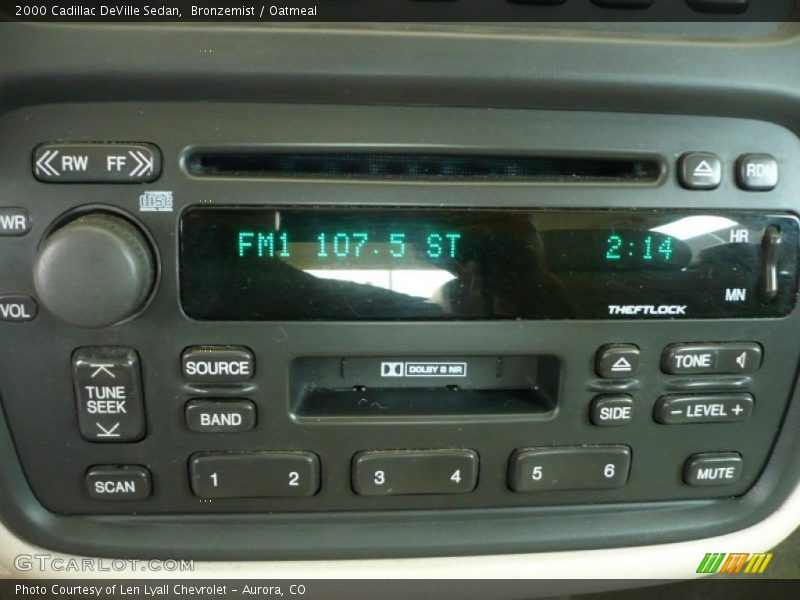 2000 Cadillac DeVille Sedan, Bronzemist / Oatmeal
RW FF
RDM
disc
WR
FM1 107.5 ST 2:14
HR
VOL
MN
THEFTLOCK
SOURCE
DOLBY B NR
TONE
TUNE
SEEK
BAND
SIDE
- LEVEL +
SCAN
1 2 3 4 5 6
MUTE
GTCarLot.com
Photo Courtesy of Len Lyall Chevrolet - Aurora, CO